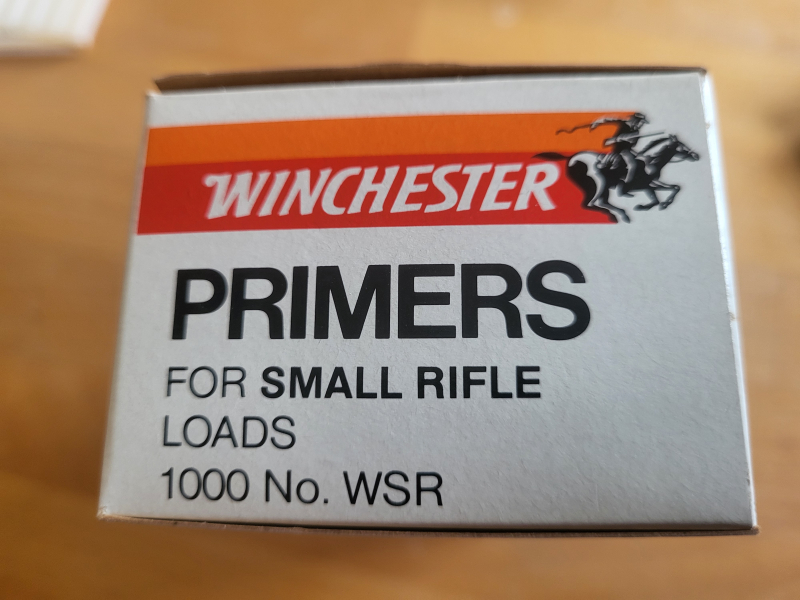 WINCHESTER
PRIMERS
FOR SMALL RIFLE
LOADS
1000 No. WSR